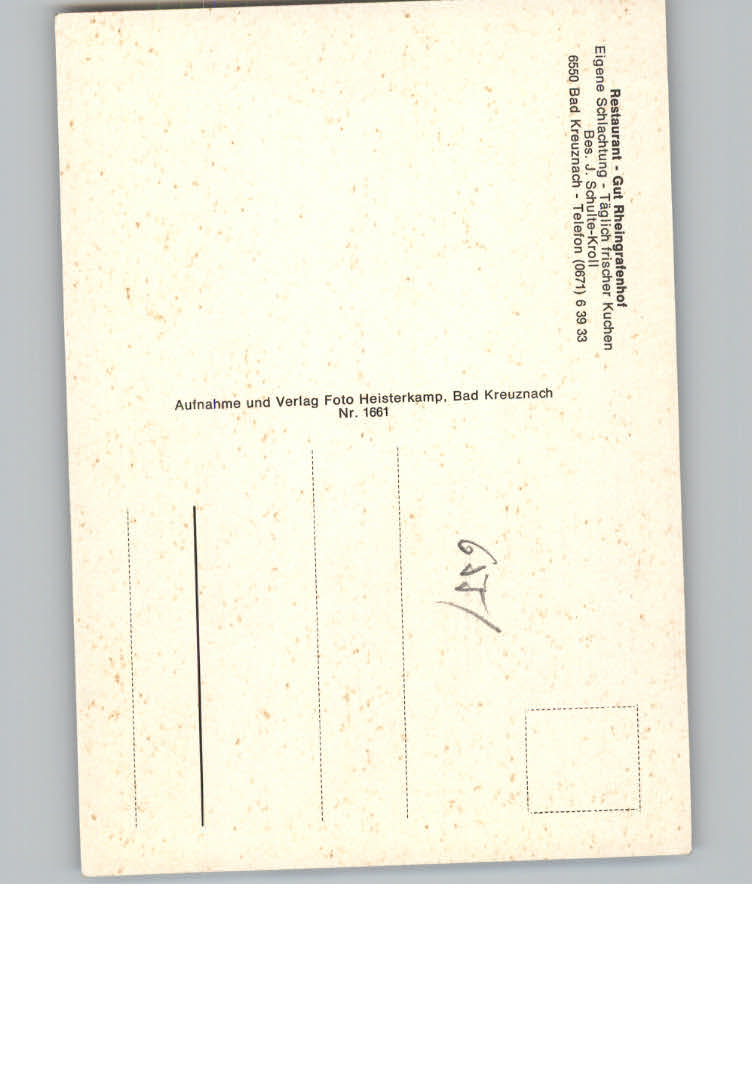 Restaurant - Gut Rheingrafenhof
Eigene Schlachtung - Täglich frischer Kuchen
Bes. J. Schulte-Kroll
6550 Bad Kreuznach - Telefon (0671) 6 39 33
Aufnahme und Verlag Foto Heisterkamp, Bad Kreuznach
Nr. 1661